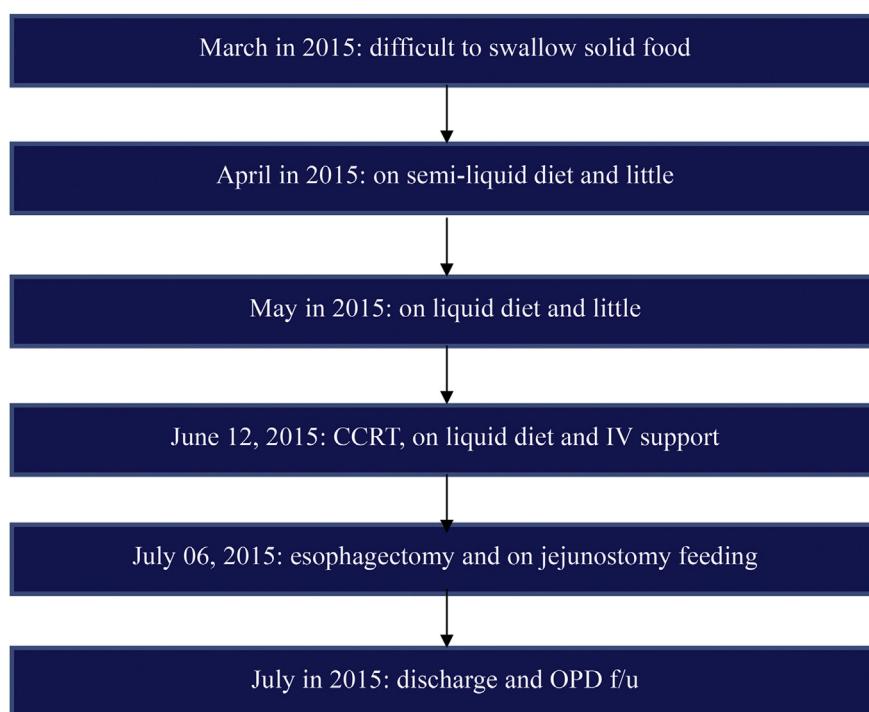 March in 2015: difficult to swallow solid food
April in 2015: on semi-liquid diet and little
May in 2015: on liquid diet and little
June 12, 2015: CCRT, on liquid diet and IV support
July 06, 2015: esophagectomy and on jejunostomy feeding
July in 2015: discharge and OPD f/u